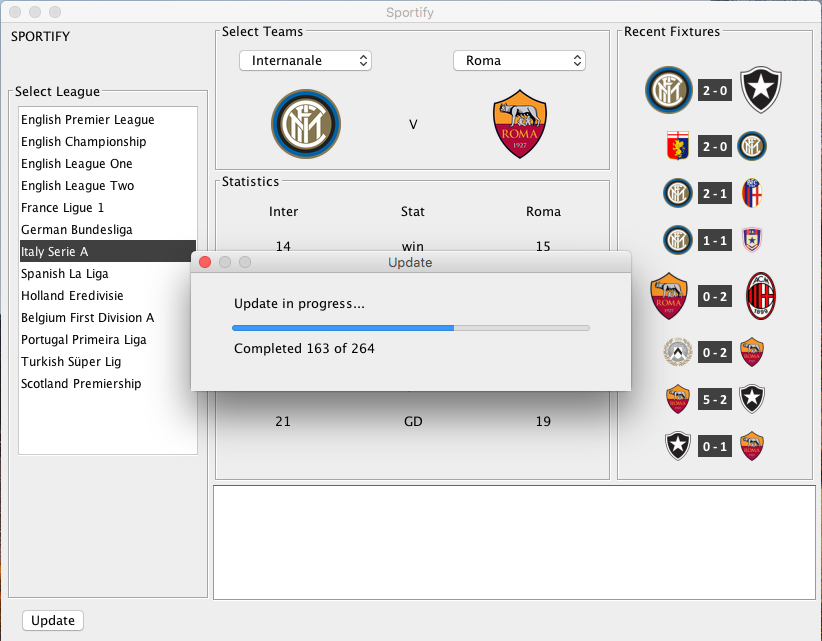 Sportify
SPORTIFY
Select League
English Premier League
English Championship
English League One
English League Two
France Ligue 1
German Bundesliga
Italy Serie A
Spanish La Liga
Holland Eredivisie
Belgium First Division A
Portugal Primeira Liga
Turkish Süper Lig
Scotland Premiership
Update
Select Teams
Internanale Roma
V
ROMA
1927
Statistics
Inter Stat Roma
14 win 15
Update
Update in progress...
Completed 163 of 264
21 GD 19
Recent Fixtures
2 - 0
2 - 0
2 - 1
1 - 1
0 - 2
0 - 2
5 - 2
0 - 1